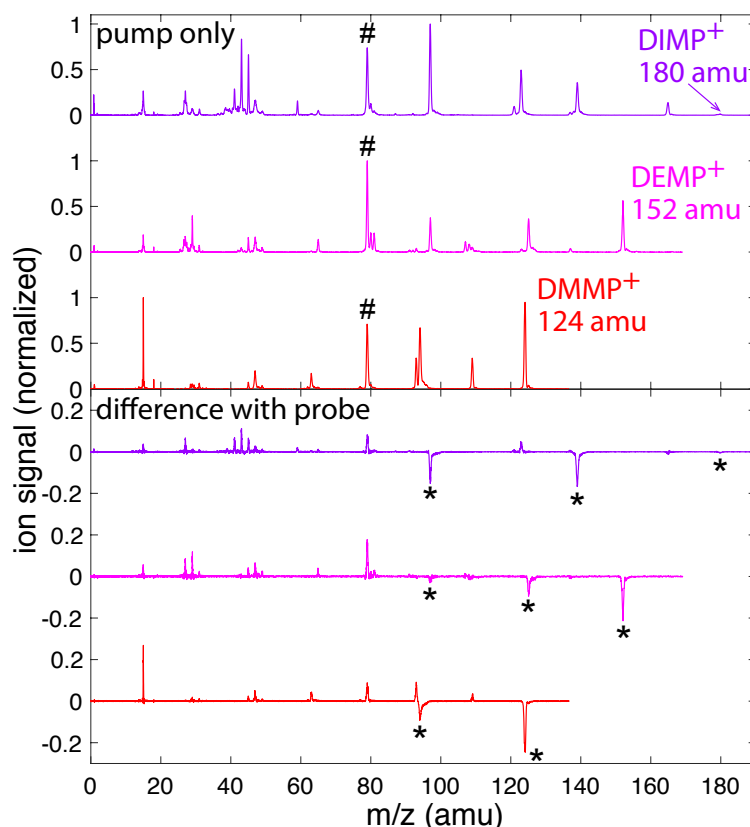 pump only
#
DIMP+
180 amu
1
0.5
0
#
DEMP+
152 amu
1
0.5
0
#
DMMP+
124 amu
1
0.5
0
ion signal (normalized)
difference with probe
0.2
0
-0.2
* * *
0.2
0
-0.2
* * *
0.2
0
-0.2
* *
0 20 40 60 80 100 120 140 160 180
m/z (amu)